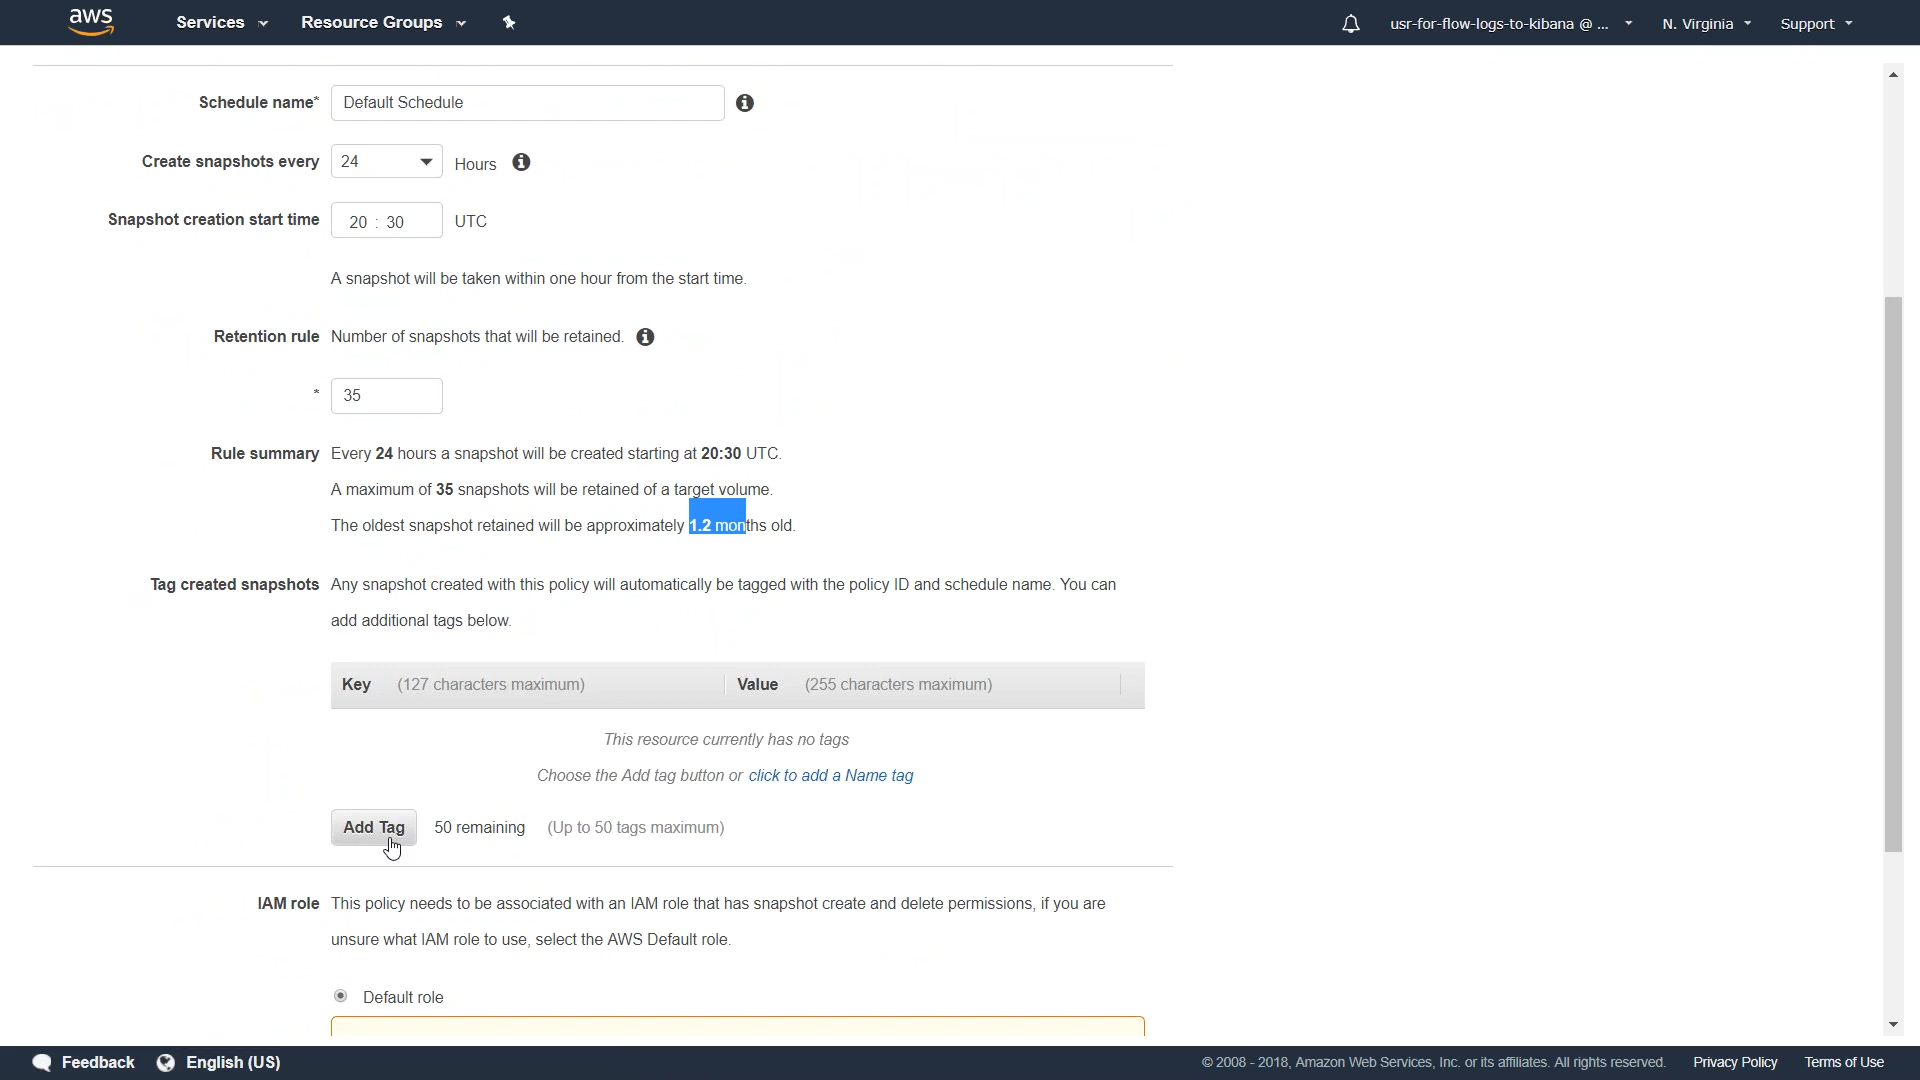 aws Services Resource Groups usr-for-flow-logs-to-kibana @ ... N. Virginia Support
Schedule name* Default Schedule
Create snapshots every 24 Hours
Snapshot creation start time 20 : 30 UTC
A snapshot will be taken within one hour from the start time.
Retention rule Number of snapshots that will be retained.
* 35
Rule summary Every 24 hours a snapshot will be created starting at 20:30 UTC.
A maximum of 35 snapshots will be retained of a target volume.
The oldest snapshot retained will be approximately 1.2 months old.
Tag created snapshots Any snapshot created with this policy will automatically be tagged with the policy ID and schedule name. You can
add additional tags below.
Key (127 characters maximum) Value (255 characters maximum)
This resource currently has no tags
Choose the Add tag button or click to add a Name tag
Add Tag 50 remaining (Up to 50 tags maximum)
IAM role This policy needs to be associated with an IAM role that has snapshot create and delete permissions, if you are
unsure what IAM role to use, select the AWS Default role.
Default role
Feedback English (US) © 2008 - 2018, Amazon Web Services, Inc. or its affiliates. All rights reserved. Privacy Policy Terms of Use